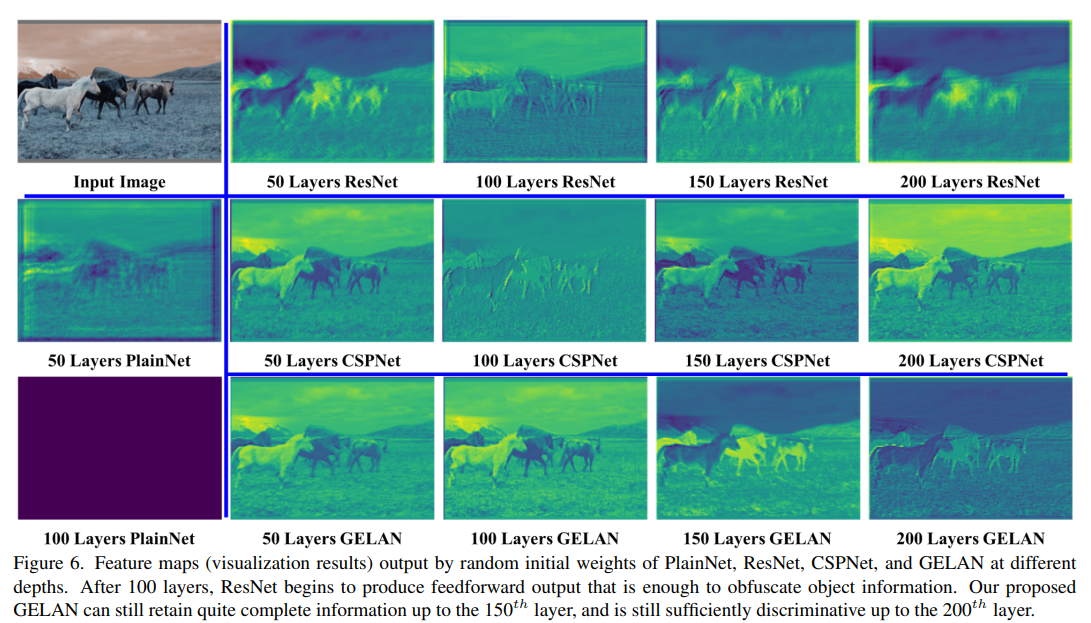 Input Image
50 Layers ResNet
100 Layers ResNet
150 Layers ResNet
200 Layers ResNet
50 Layers PlainNet
50 Layers CSPNet
100 Layers CSPNet
150 Layers CSPNet
200 Layers CSPNet
100 Layers PlainNet
50 Layers GELAN
100 Layers GELAN
150 Layers GELAN
200 Layers GELAN
Figure 6. Feature maps (visualization results) output by random initial weights of PlainNet, ResNet, CSPNet, and GELAN at different
depths. After 100 layers, ResNet begins to produce feedforward output that is enough to obfuscate object information. Our proposed
GELAN can still retain quite complete information up to the 150th layer, and is still sufficiently discriminative up to the 200th layer.